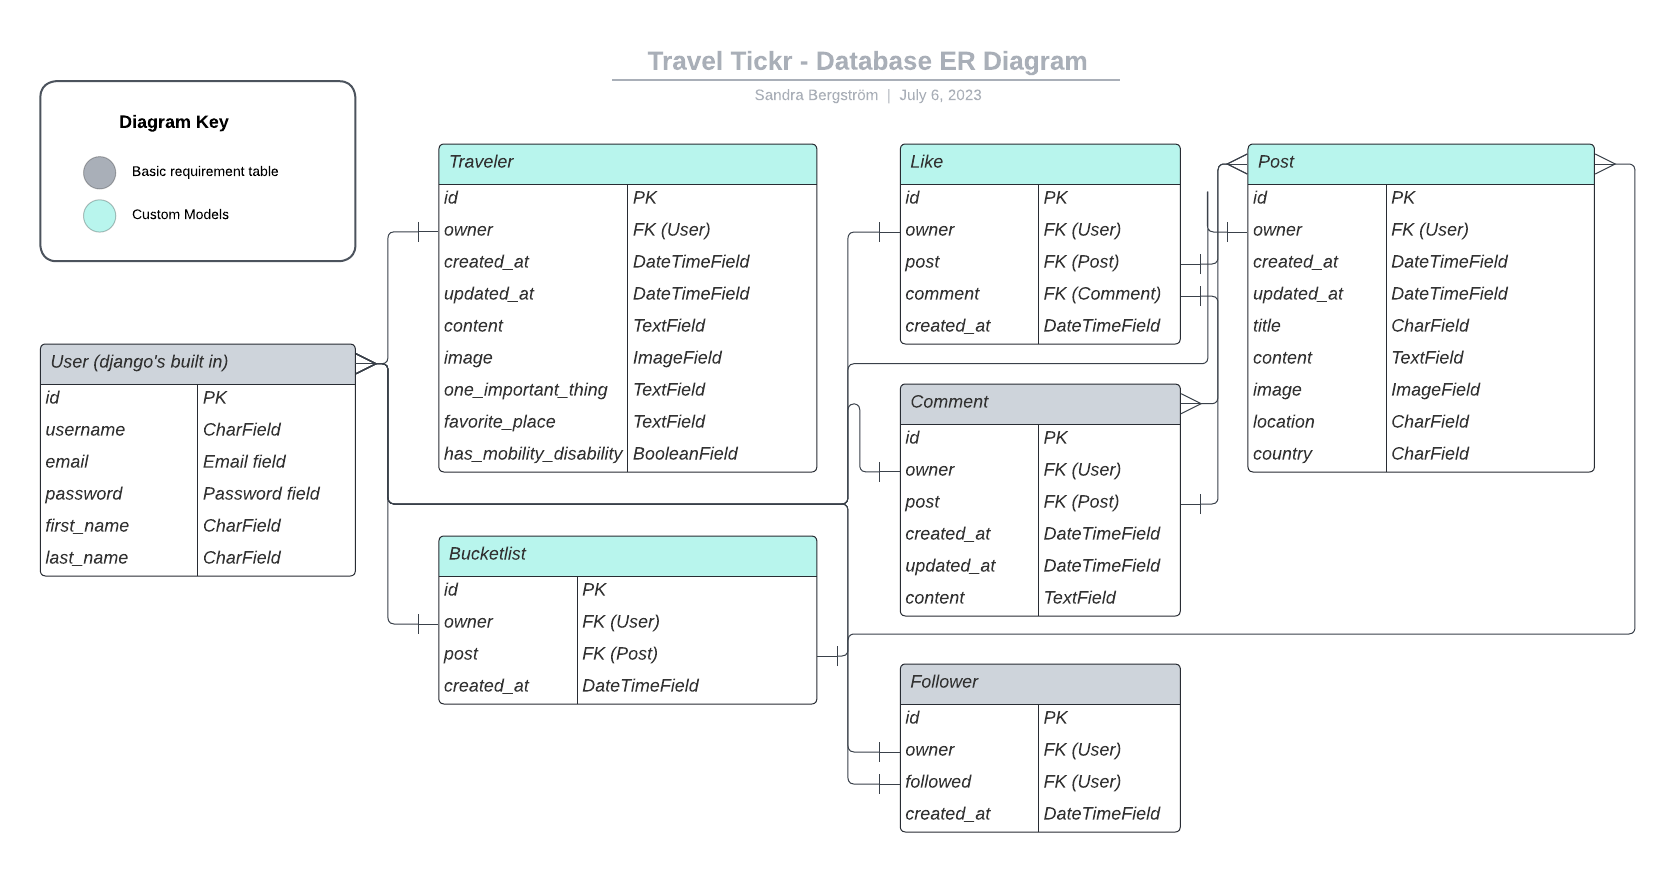 Travel Tickr - Database ER Diagram
Sandra Bergström | July 6, 2023
Diagram Key
Basic requirement table
Custom Models
User (django's built in)
id PK
username CharField
email Email field
password Password field
first_name CharField
last_name CharField
Traveler
id PK
owner FK (User)
created_at DateTimeField
updated_at DateTimeField
content TextField
image ImageField
one_important_thing TextField
favorite_place TextField
has_mobility_disability BooleanField
Bucketlist
id PK
owner FK (User)
post FK (Post)
created_at DateTimeField
Like
id PK
owner FK (User)
post FK (Post)
comment FK (Comment)
created_at DateTimeField
Comment
id PK
owner FK (User)
post FK (Post)
created_at DateTimeField
updated_at DateTimeField
content TextField
Follower
id PK
owner FK (User)
followed FK (User)
created_at DateTimeField
Post
id PK
owner FK (User)
created_at DateTimeField
updated_at DateTimeField
title CharField
content TextField
image ImageField
location CharField
country CharField